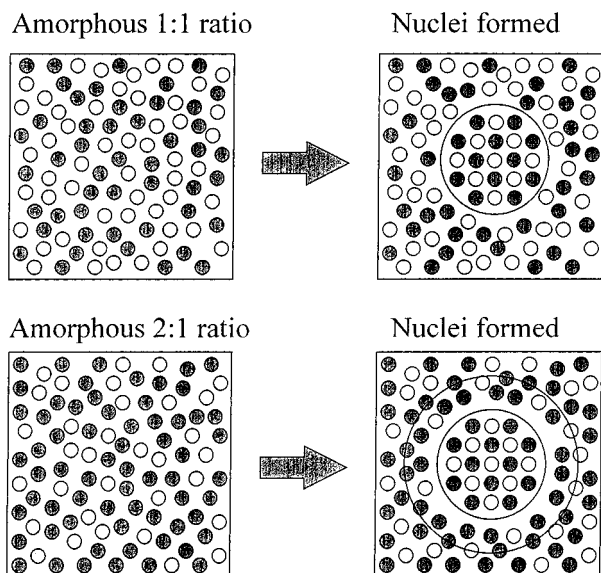 Amorphous 1:1 ratio
Nuclei formed
Amorphous 2:1 ratio
Nuclei formed